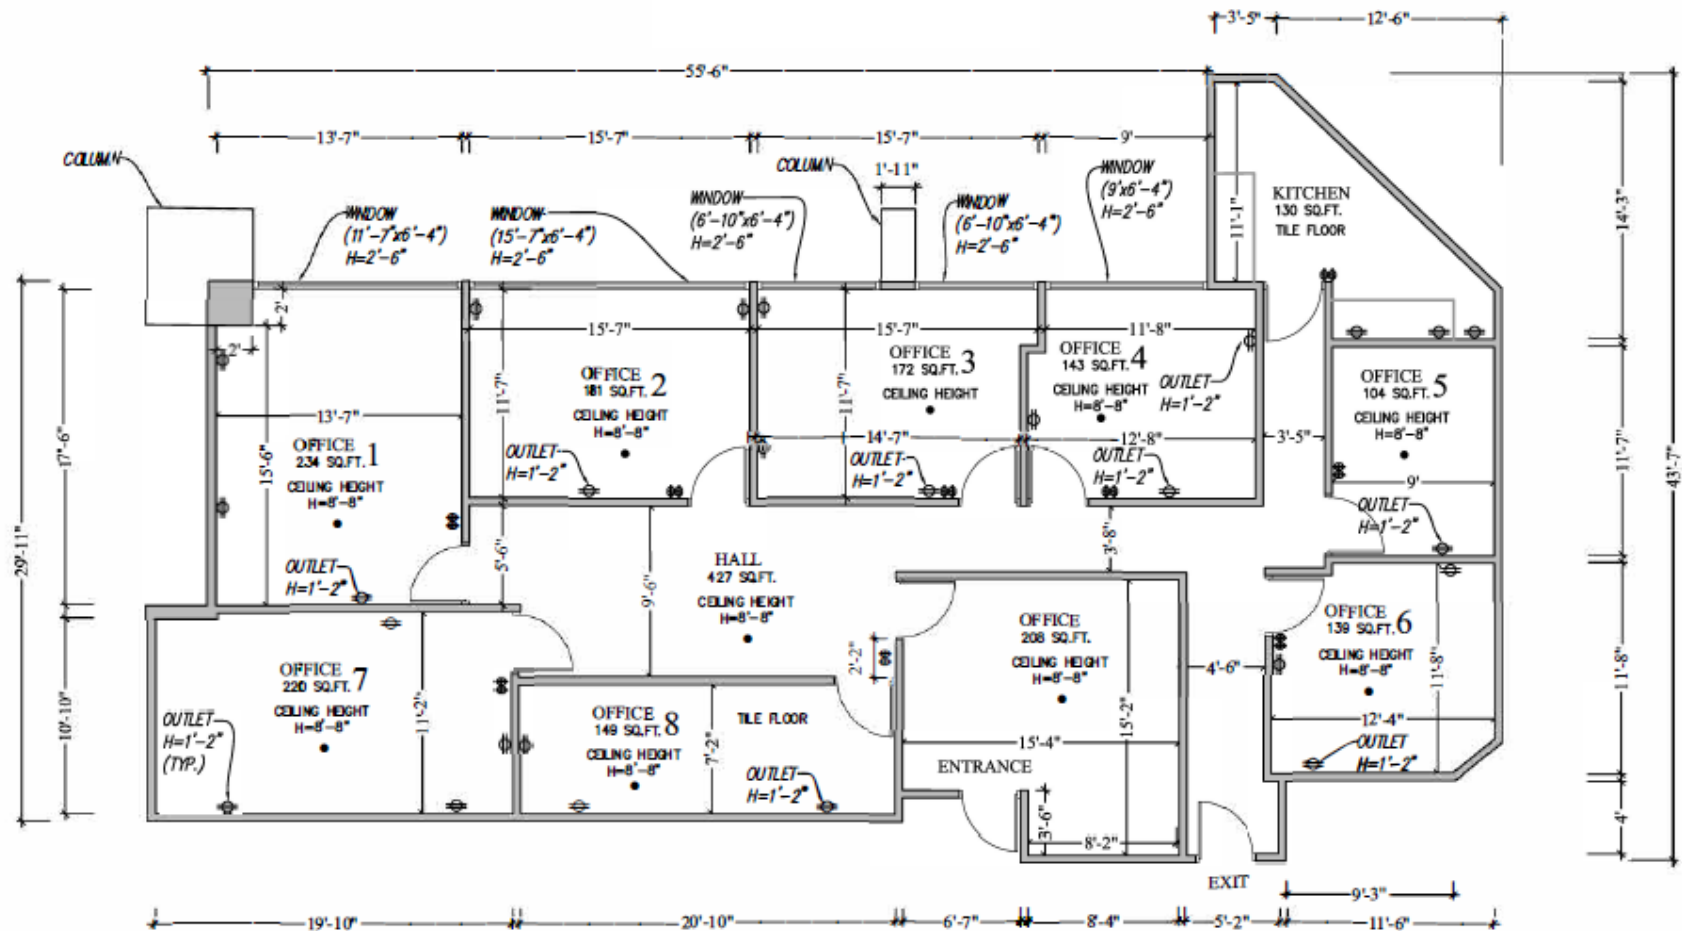 3'-5"
12'-6"
55'-6"
13'-7"
15'-7"
15'-7"
9'
COLUMN
COLUMN
1'-11"
WINDOW
(11'-7"x6'-4")
H=2'-6"
WINDOW
(15'-7"x6'-4")
H=2'-6"
WINDOW
(6'-10"x6'-4")
H=2'-6"
WINDOW
(6'-10"x6'-4")
H=2'-6"
WINDOW
(9'x6'-4")
H=2'-6"
11'-1"
KITCHEN
130 SQ.FT.
TILE FLOOR
14'-3"
43'-7"
2'
2'
15'-7"
15'-7"
11'-8"
17'-6"
29'-11"
13'-7"
15'-6"
OFFICE 1
234 SQ.FT.
CEILING HEIGHT
H=8'-8"
OUTLET
H=1'-2"
11'-7"
OFFICE 2
181 SQ.FT.
CEILING HEIGHT
H=8'-8"
OUTLET
H=1'-2"
11'-7"
OFFICE 3
172 SQ.FT.
CEILING HEIGHT
14'-7"
OUTLET
H=1'-2"
OFFICE 4
143 SQ.FT.
CEILING HEIGHT
H=8'-8"
OUTLET
H=1'-2"
12'-8"
OUTLET
H=1'-2"
3'-5"
OFFICE 5
104 SQ.FT.
CEILING HEIGHT
H=8'-8"
9'
OUTLET
H=1'-2"
11'-7"
5'-6"
9'-6"
HALL
427 SQ.FT.
CEILING HEIGHT
H=8'-8"
3'-8"
2'-2"
OFFICE
208 SQ.FT.
CEILING HEIGHT
H=8'-8"
15'-2"
15'-4"
4'-6"
OFFICE 6
139 SQ.FT.
CEILING HEIGHT
H=8'-8"
11'-8"
12'-4"
OUTLET
H=1'-2"
11'-8"
10'-10"
OFFICE 7
220 SQ.FT.
CEILING HEIGHT
H=8'-8"
11'-2"
OUTLET
H=1'-2"
(TYP.)
OFFICE 8
149 SQ.FT.
CEILING HEIGHT
H=8'-8"
7'-2"
TILE FLOOR
OUTLET
H=1'-2"
ENTRANCE
3'-6"
8'-2"
4'
EXIT
9'-3"
19'-10"
20'-10"
6'-7"
8'-4"
5'-2"
11'-6"